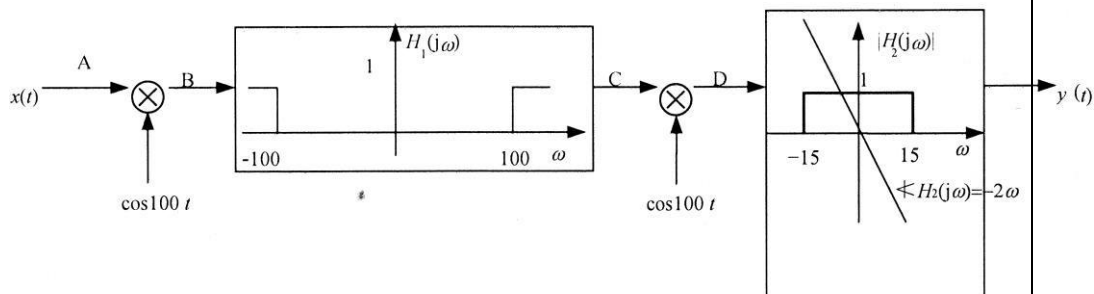 A
x(t)
B
cos100 t
H₁(jω)
1
-100
100
ω
C
D
cos100 t
|H₂(jω)|
1
−15
15
ω
∢H₂(jω)=−2ω
y (t)